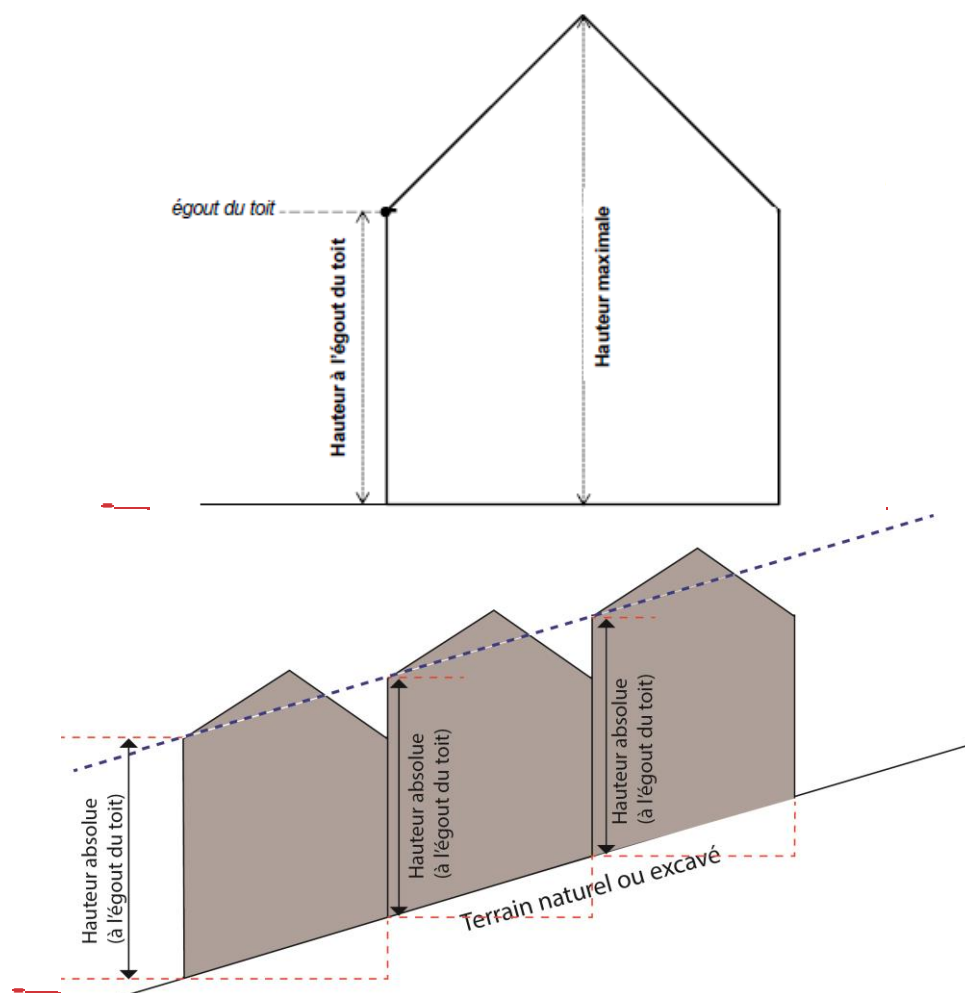 égout du toit
Hauteur à l'égout du toit
Hauteur maximale
Hauteur absolue
(à l'égout du toit)
Hauteur absolue
(à l'égout du toit)
Hauteur absolue
(à l'égout du toit)
Terrain naturel ou excavé